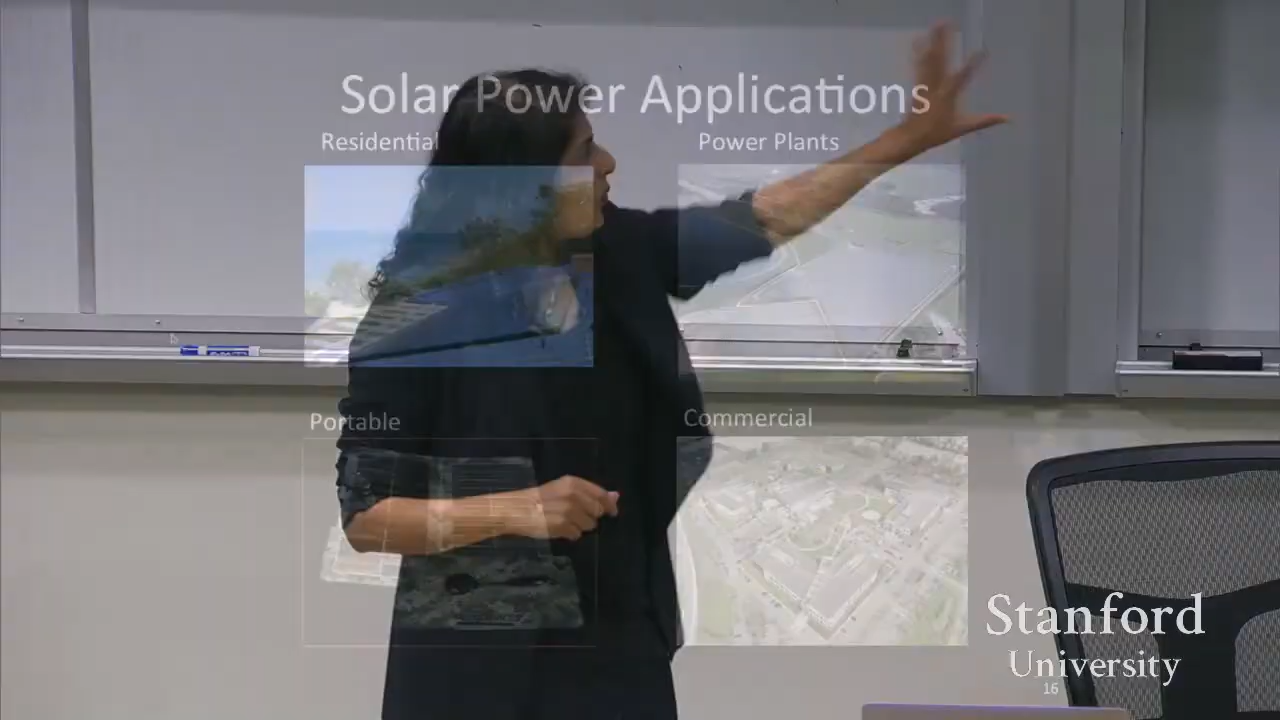 Solar Power Applications
Residential
Power Plants
Portable
Commercial
Stanford
University
16